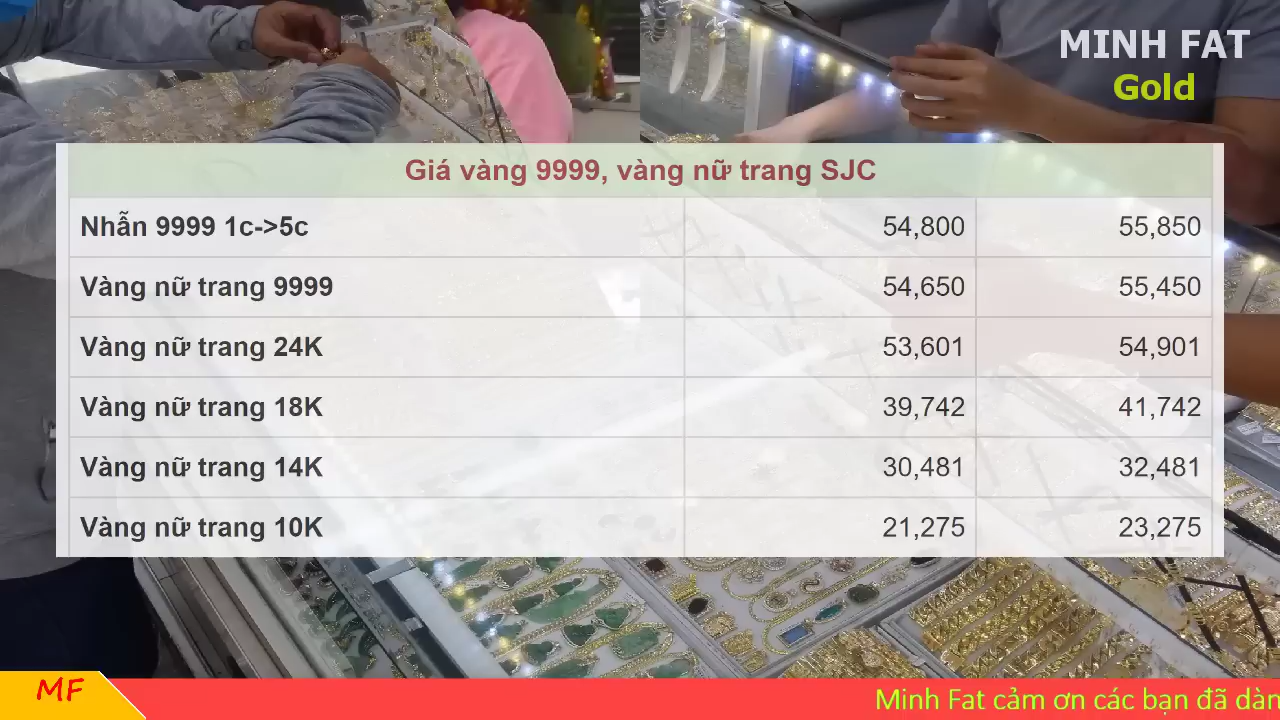 MINH FAT
Gold
Giá vàng 9999, vàng nữ trang SJC
Nhẫn 9999 1c->5c 54,800 55,850
Vàng nữ trang 9999 54,650 55,450
Vàng nữ trang 24K 53,601 54,901
Vàng nữ trang 18K 39,742 41,742
Vàng nữ trang 14K 30,481 32,481
Vàng nữ trang 10K 21,275 23,275
MF Minh Fat cảm ơn các bạn đã dàn